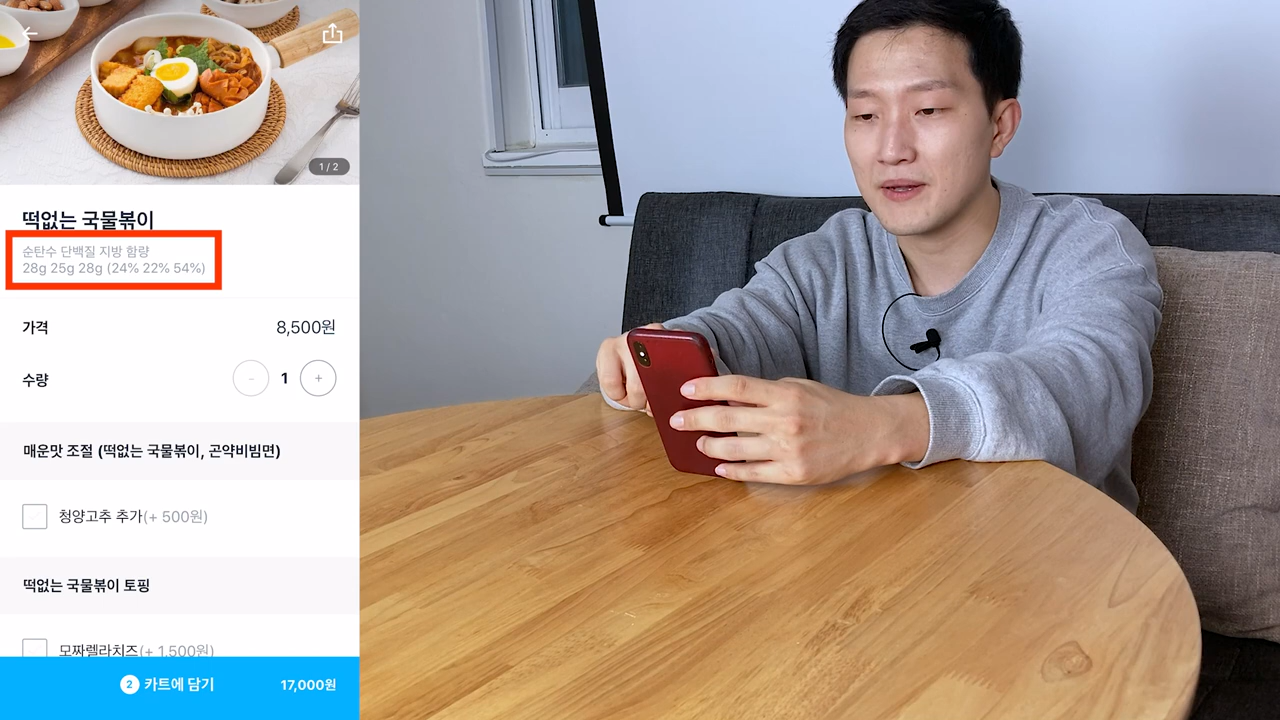 1 / 2
떡없는 국물볶이
순탄수 단백질 지방 함량
28g 25g 28g (24% 22% 54%)
가격 8,500원
수량 - 1 +
매운맛 조절 (떡없는 국물볶이, 곤약비빔면)
청양고추 추가(+ 500원)
떡없는 국물볶이 토핑
모짜렐라치즈(+ 1,500원)
2 카트에 담기 17,000원